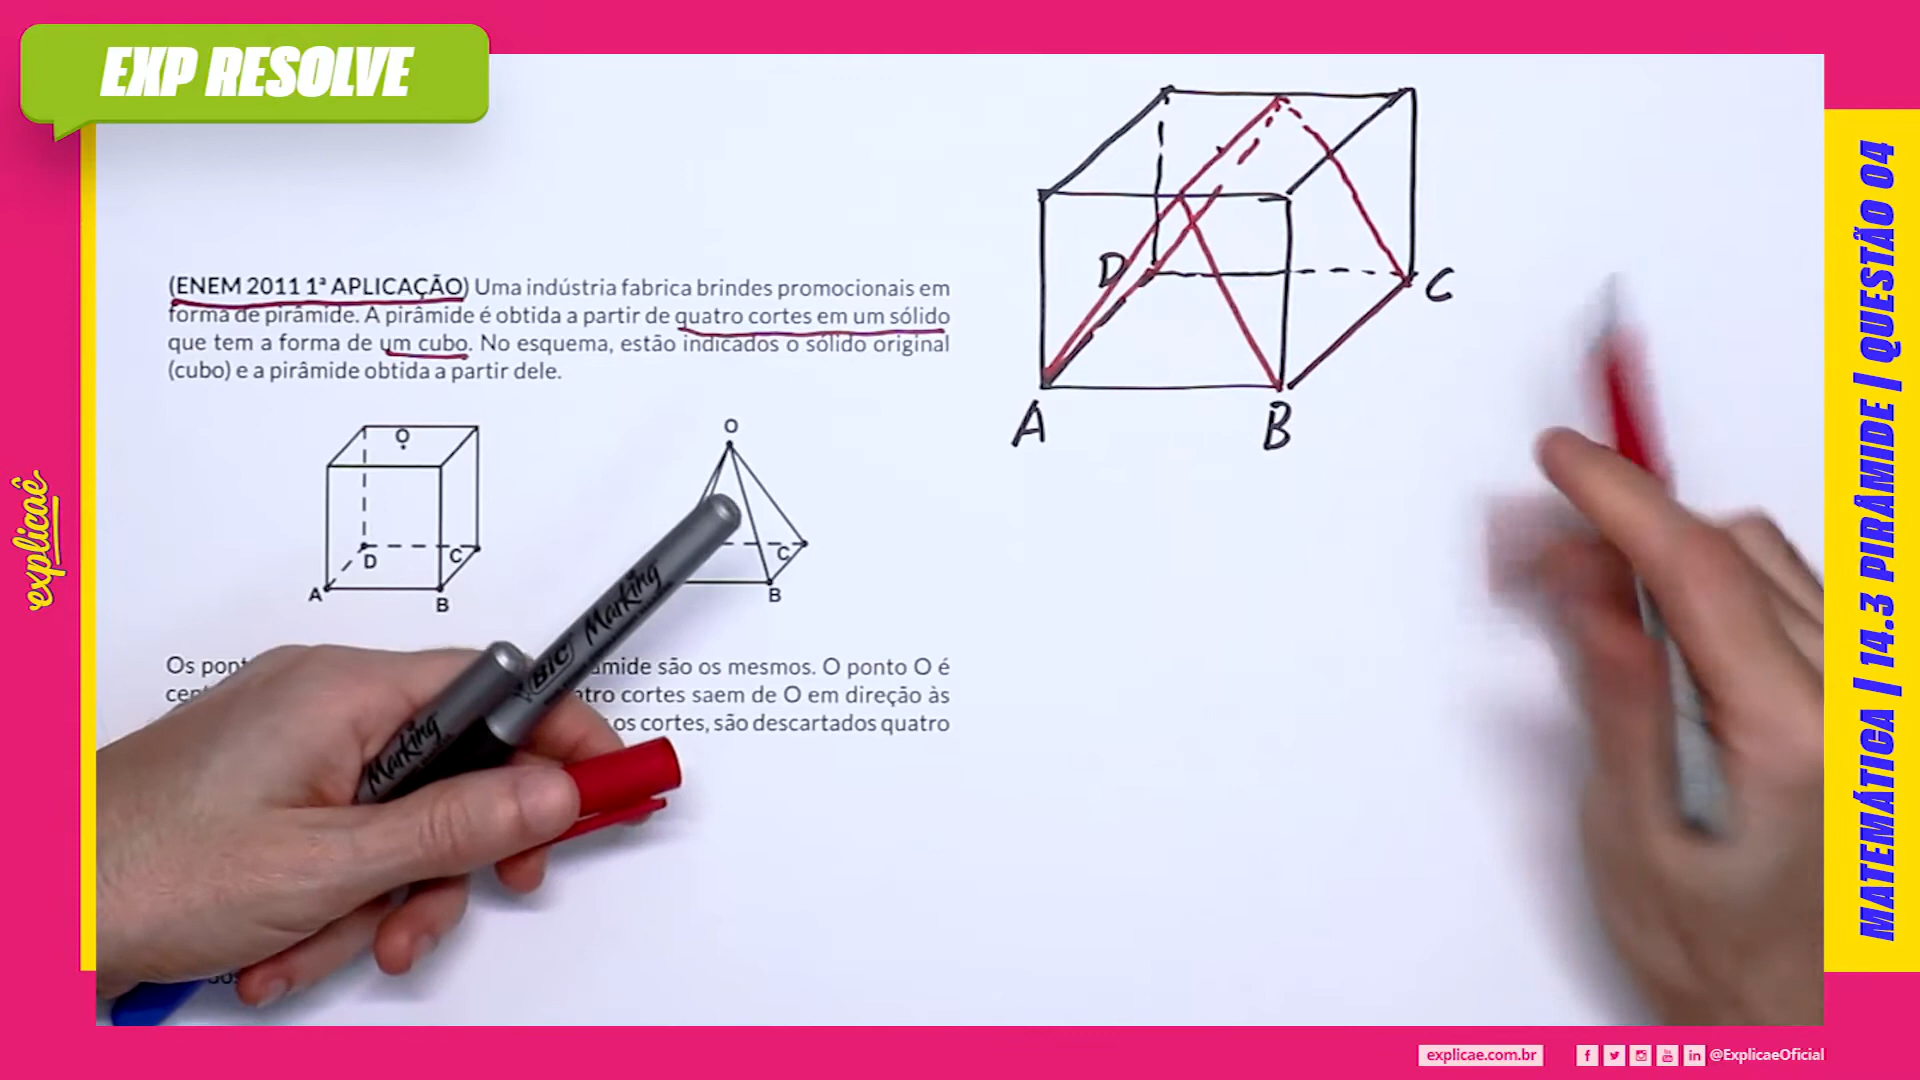 EXP RESOLVE
(ENEM 2011 1ª APLICAÇÃO) Uma indústria fabrica brindes promocionais em
forma de pirâmide. A pirâmide é obtida a partir de quatro cortes em um sólido
que tem a forma de um cubo. No esquema, estão indicados o sólido original
(cubo) e a pirâmide obtida a partir dele.
O
D
C
A
B
O
C
B
D
C
A
B
Os
são os mesmos. O ponto O é
cortes saem de O em direção às
os cortes, são descartados quatro
BIC Marking
Marking
explicaê
MATEMÁTICA | 14.3 PIRÂMIDE | QUESTÃO 04
explicae.com.br
@ExplicaeOficial